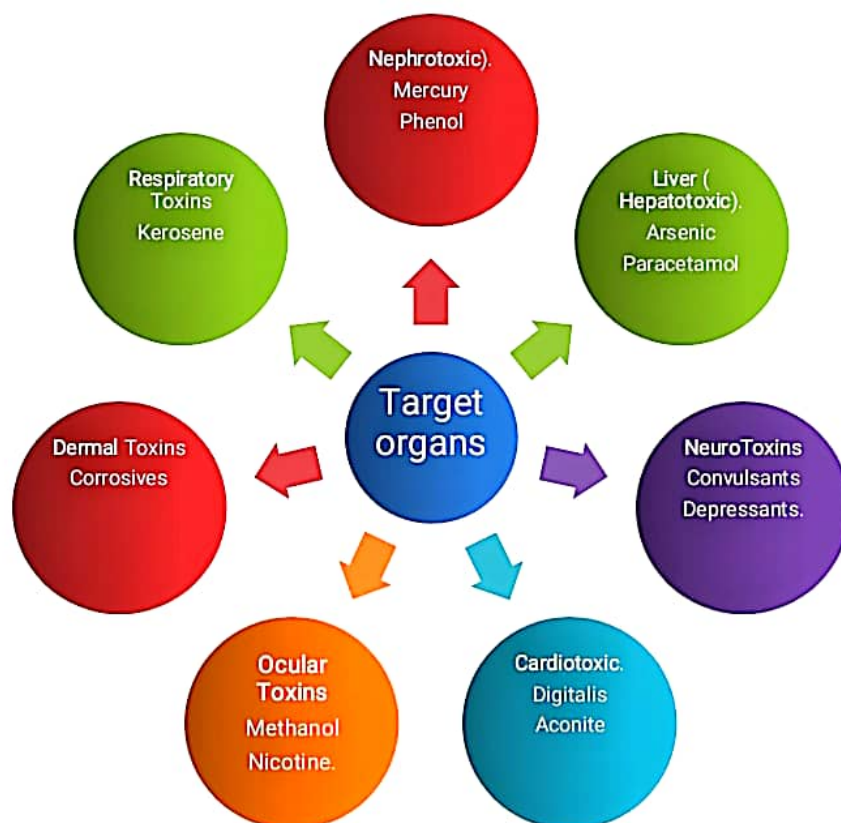 Nephrotoxic).
Mercury
Phenol
Liver (
Hepatotoxic).
Arsenic
Paracetamol
NeuroToxins
Convulsants
Depressants.
Cardiotoxic.
Digitalis
Aconite
Ocular
Toxins
Methanol
Nicotine.
Dermal Toxins
Corrosives
Respiratory
Toxins
Kerosene
Target
organs